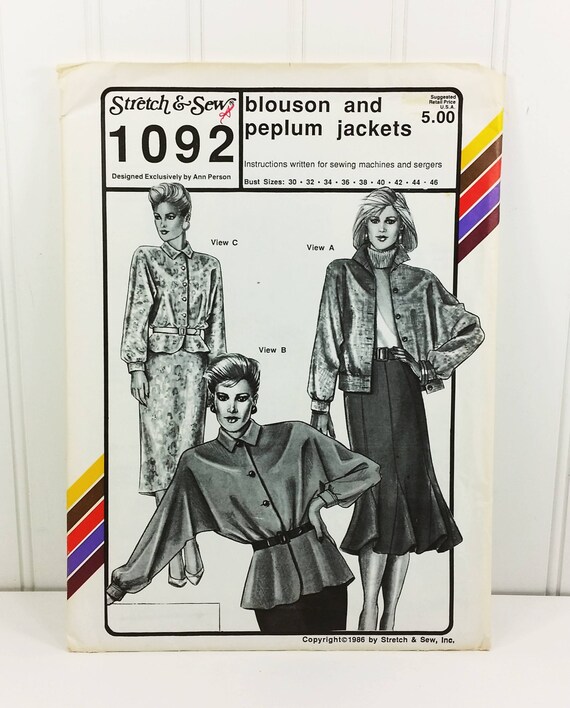 Stretch & Sew
1092
Designed Exclusively by Ann Person
blouson and
peplum jackets
Suggested
Retail Price
U.S.A.
5.00
Instructions written for sewing machines and sergers
Bust Sizes: 30 • 32 • 34 • 36 • 38 • 40 • 42 • 44 • 46
View C
View A
View B
Copyright©1986 by Stretch & Sew, Inc.